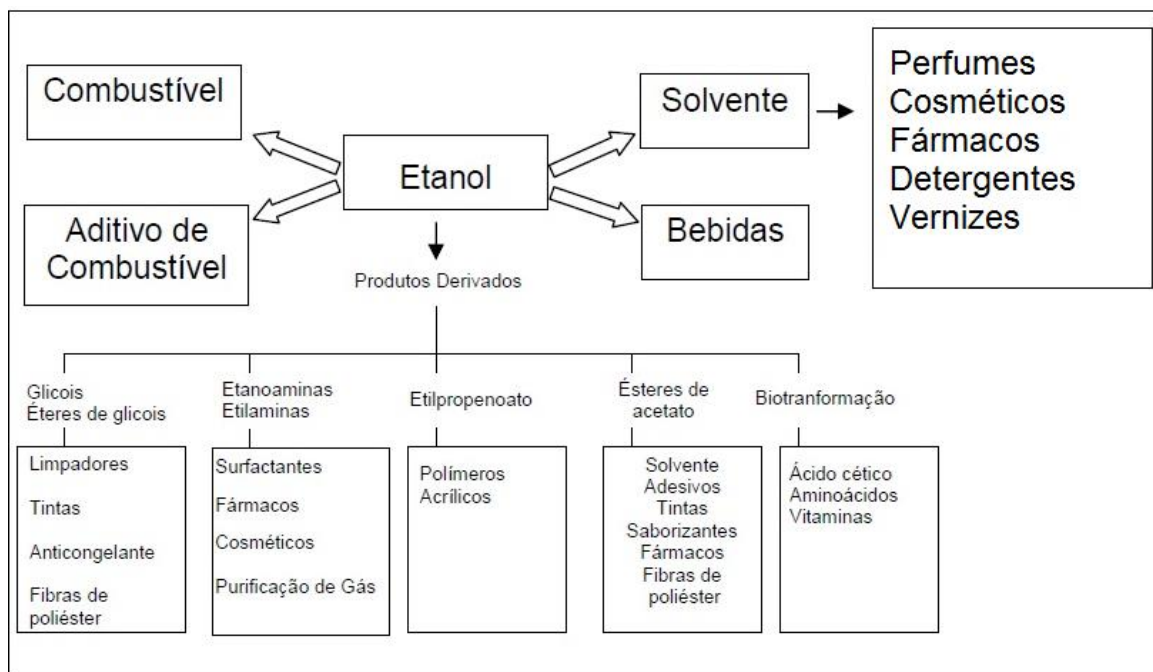 Combustível
Aditivo de
Combustível
Etanol
Solvente
Bebidas
Perfumes
Cosméticos
Fármacos
Detergentes
Vernizes
Produtos Derivados
Glicois
Éteres de glicois
Limpadores
Tintas
Anticongelante
Fibras de
poliéster
Etanoaminas
Etilaminas
Surfactantes
Fármacos
Cosméticos
Purificação de Gás
Etilpropenoato
Polímeros
Acrílicos
Ésteres de
acetato
Solvente
Adesivos
Tintas
Saborizantes
Fármacos
Fibras de
poliéster
Biotranformação
Ácido cético
Aminoácidos
Vitaminas